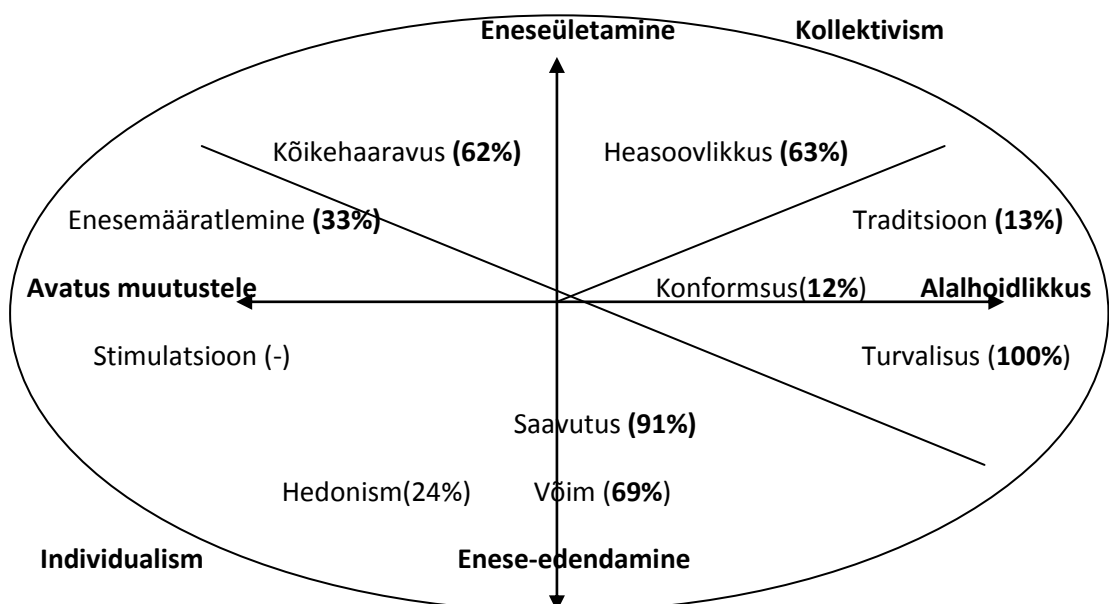 Eneseületamine Kollektivism
Kõikehaaravus (62%) Heasoovlikkus (63%)
Enesemääratlemine (33%) Traditsioon (13%)
Avatus muutustele Konformsus(12%) Alalhoidlikkus
Stimulatsioon (-) Turvalisus (100%)
Saavutus (91%)
Hedonism(24%) Võim (69%)
Individualism Enese-edendamine